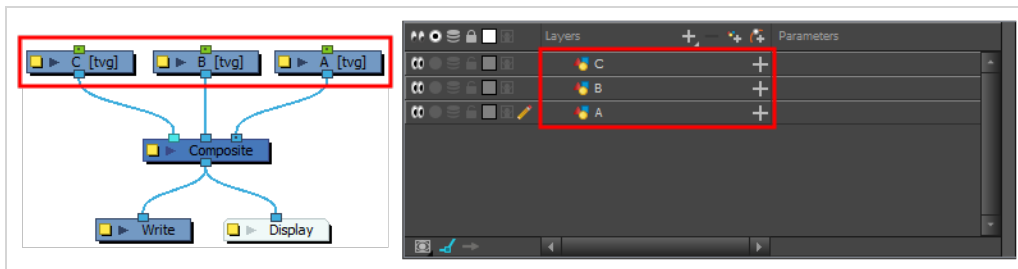 C [tvg] B [tvg] A [tvg]
Composite
Write Display
Layers Parameters
C
B
A